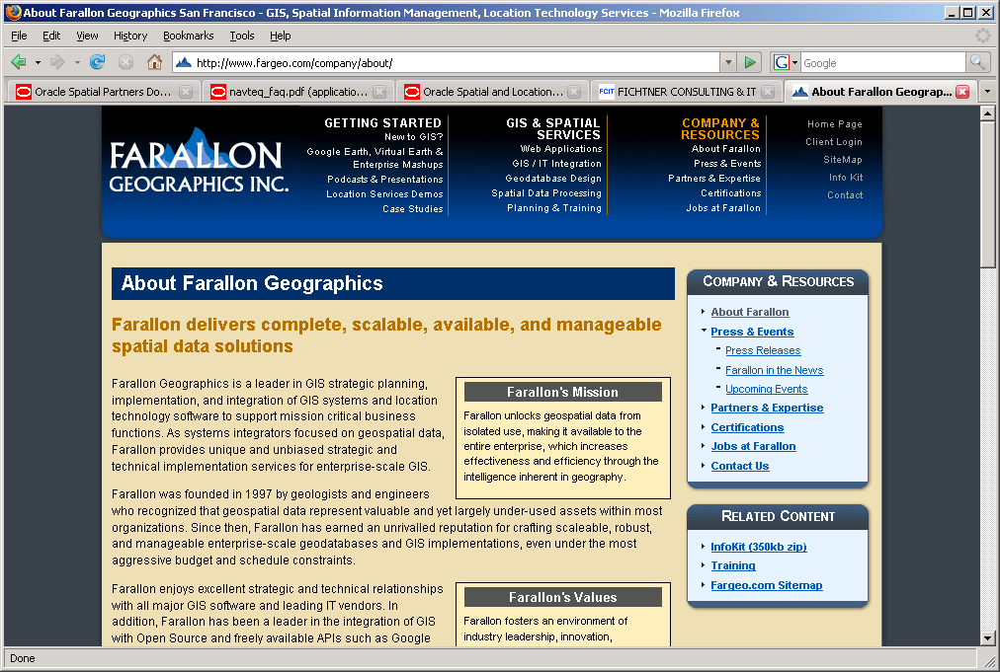 About Farallon Geographics San Francisco - GIS, Spatial Information Management, Location Technology Services - Mozilla Firefox
File Edit View History Bookmarks Tools Help
http://www.fargeo.com/company/about/
G Google
Oracle Spatial Partners Do...
navteq_faq.pdf (applicatio...
Oracle Spatial and Location...
FCIT FICHTNER CONSULTING & IT
About Farallon Geograp...
FARALLON
GEOGRAPHICS INC.
GETTING STARTED
New to GIS?
Google Earth, Virtual Earth &
Enterprise Mashups
Podcasts & Presentations
Location Services Demos
Case Studies
GIS & SPATIAL
SERVICES
Web Applications
GIS / IT Integration
Geodatabase Design
Spatial Data Processing
Planning & Training
COMPANY &
RESOURCES
About Farallon
Press & Events
Partners & Expertise
Certifications
Jobs at Farallon
Home Page
Client Login
SiteMap
Info Kit
Contact
About Farallon Geographics
Farallon delivers complete, scalable, available, and manageable
spatial data solutions
Farallon Geographics is a leader in GIS strategic planning,
implementation, and integration of GIS systems and location
technology software to support mission critical business
functions. As systems integrators focused on geospatial data,
Farallon provides unique and unbiased strategic and
technical implementation services for enterprise-scale GIS.
Farallon's Mission
Farallon unlocks geospatial data from
isolated use, making it available to the
entire enterprise, which increases
effectiveness and efficiency through the
intelligence inherent in geography.
Farallon was founded in 1997 by geologists and engineers
who recognized that geospatial data represent valuable and yet largely under-used assets within most
organizations. Since then, Farallon has earned an unrivalled reputation for crafting scaleable, robust,
and manageable enterprise-scale geodatabases and GIS implementations, even under the most
aggressive budget and schedule constraints.
Farallon enjoys excellent strategic and technical relationships
with all major GIS software and leading IT vendors. In
addition, Farallon has been a leader in the integration of GIS
with Open Source and freely available APIs such as Google
Farallon's Values
Farallon fosters an environment of
industry leadership, innovation,
COMPANY & RESOURCES
About Farallon
Press & Events
Press Releases
Farallon in the News
Upcoming Events
Partners & Expertise
Certifications
Jobs at Farallon
Contact Us
RELATED CONTENT
InfoKit (350kb zip)
Training
Fargeo.com Sitemap
Done